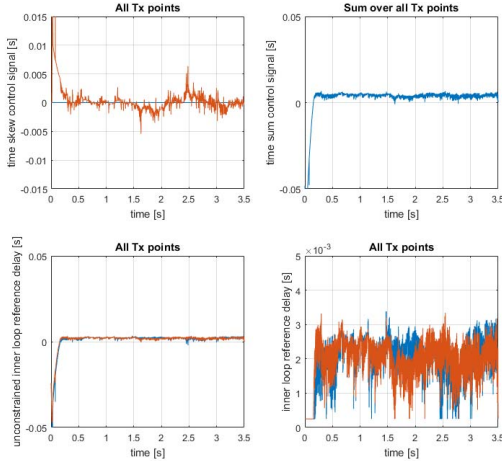 All Tx points
time skew control signal [s]
0.015
0.01
0.005
0
-0.005
-0.01
-0.015
0 0.5 1 1.5 2 2.5 3 3.5
time [s]
Sum over all Tx points
time sum control signal [s]
0.05
0
-0.05
0 0.5 1 1.5 2 2.5 3 3.5
time [s]
All Tx points
unconstrained inner loop reference delay [s]
0.05
0
-0.05
0 0.5 1 1.5 2 2.5 3 3.5
time [s]
All Tx points
inner loop reference delay [s]
×10⁻³
5
4
3
2
1
0
0 0.5 1 1.5 2 2.5 3 3.5
time [s]